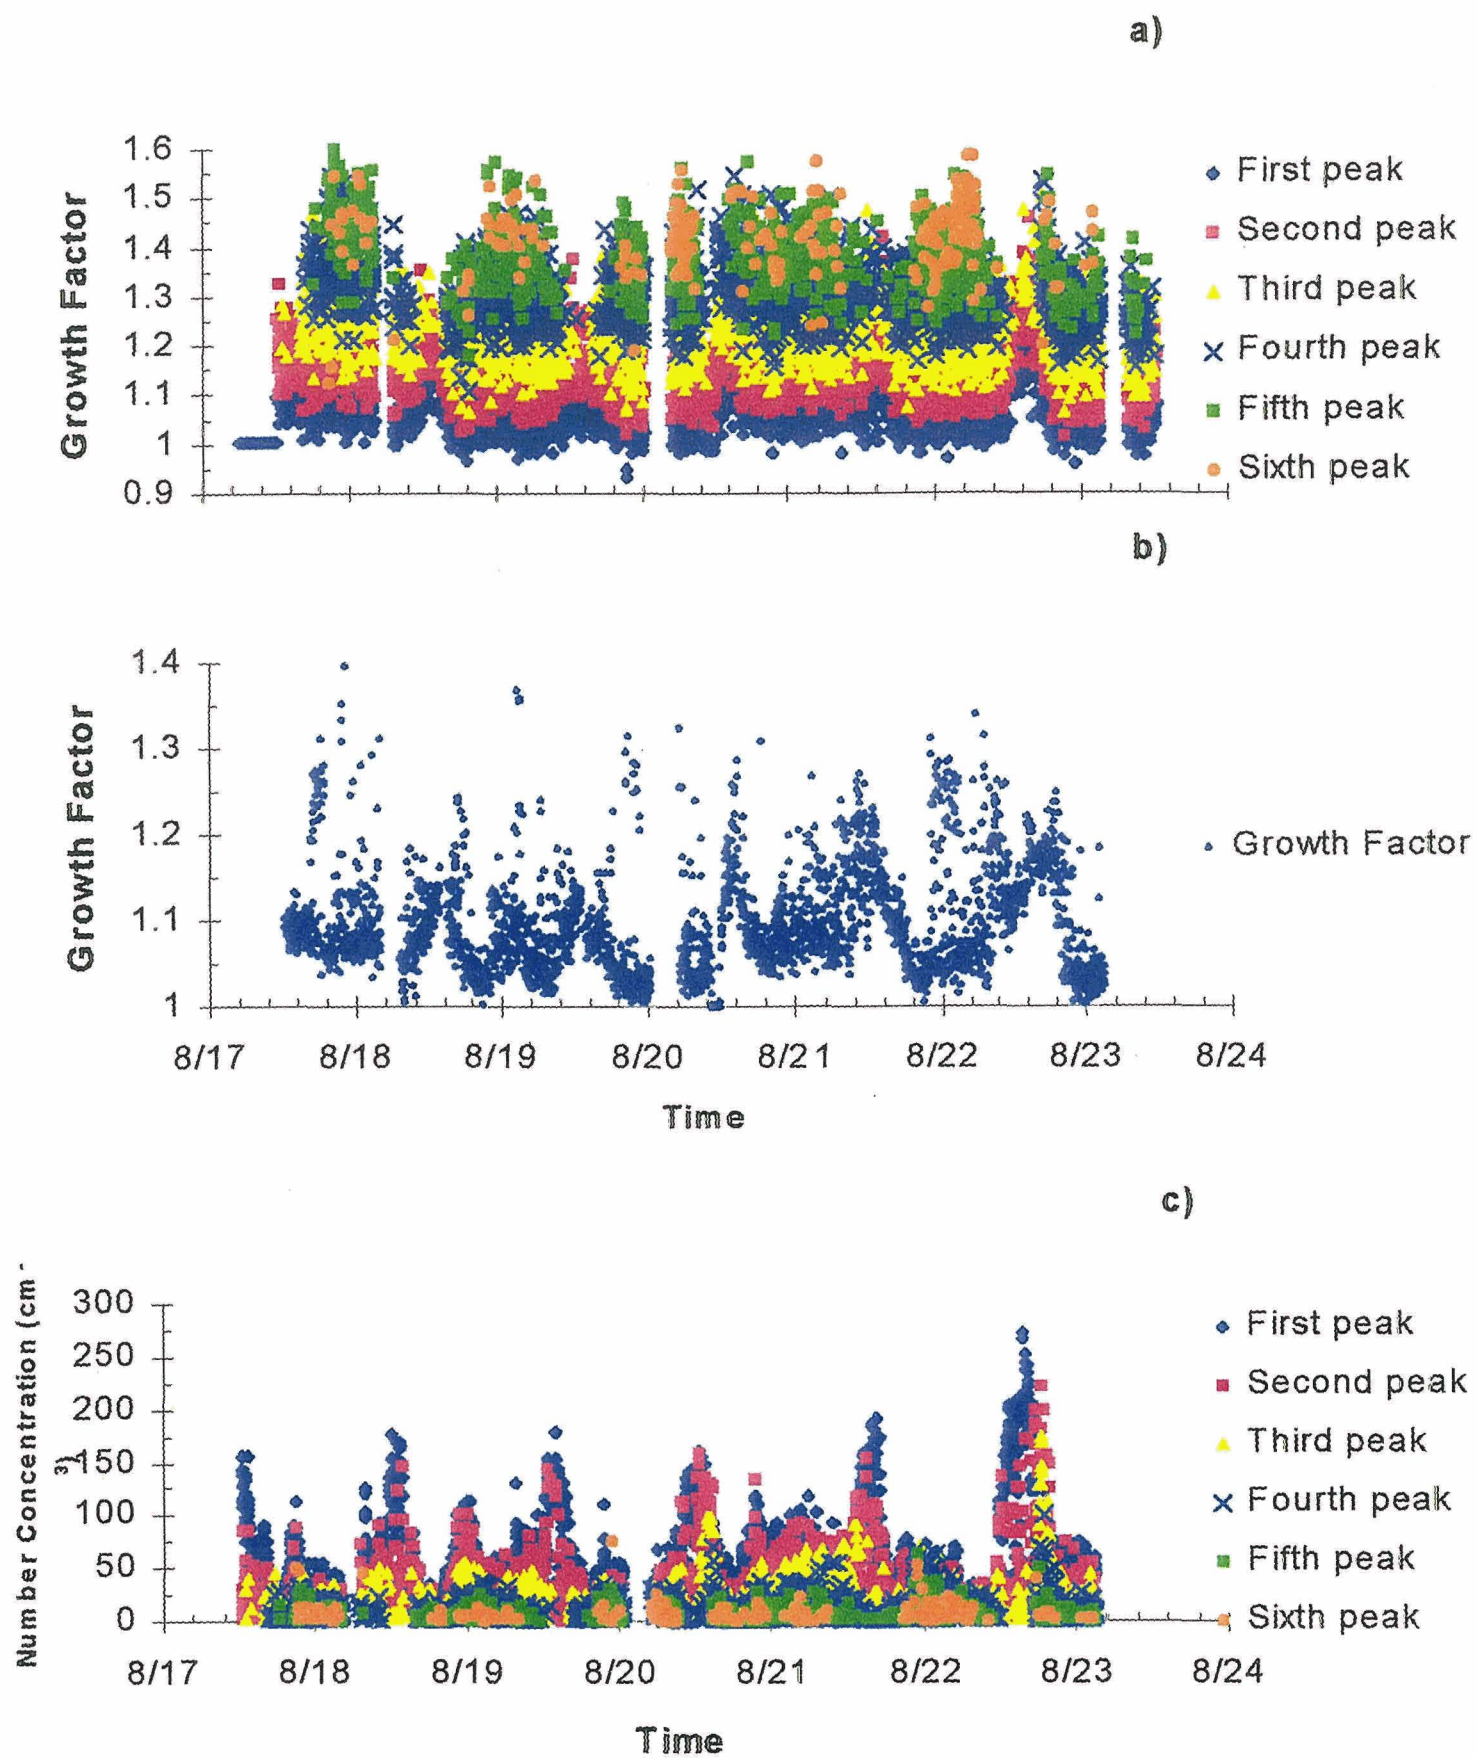 a)
1.6
1.5
1.4
1.3
1.2
1.1
1
0.9
Growth Factor
First peak
Second peak
Third peak
Fourth peak
Fifth peak
Sixth peak
b)
1.4
1.3
1.2
1.1
1
Growth Factor
Growth Factor
8/17 8/18 8/19 8/20 8/21 8/22 8/23 8/24
Time
c)
300
250
200
150
100
50
0
Number Concentration (cm-
3)
First peak
Second peak
Third peak
Fourth peak
Fifth peak
Sixth peak
8/17 8/18 8/19 8/20 8/21 8/22 8/23 8/24
Time